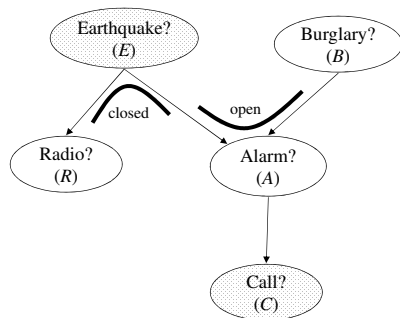 Earthquake?
(E)
Burglary?
(B)
closed
open
Radio?
(R)
Alarm?
(A)
Call?
(C)